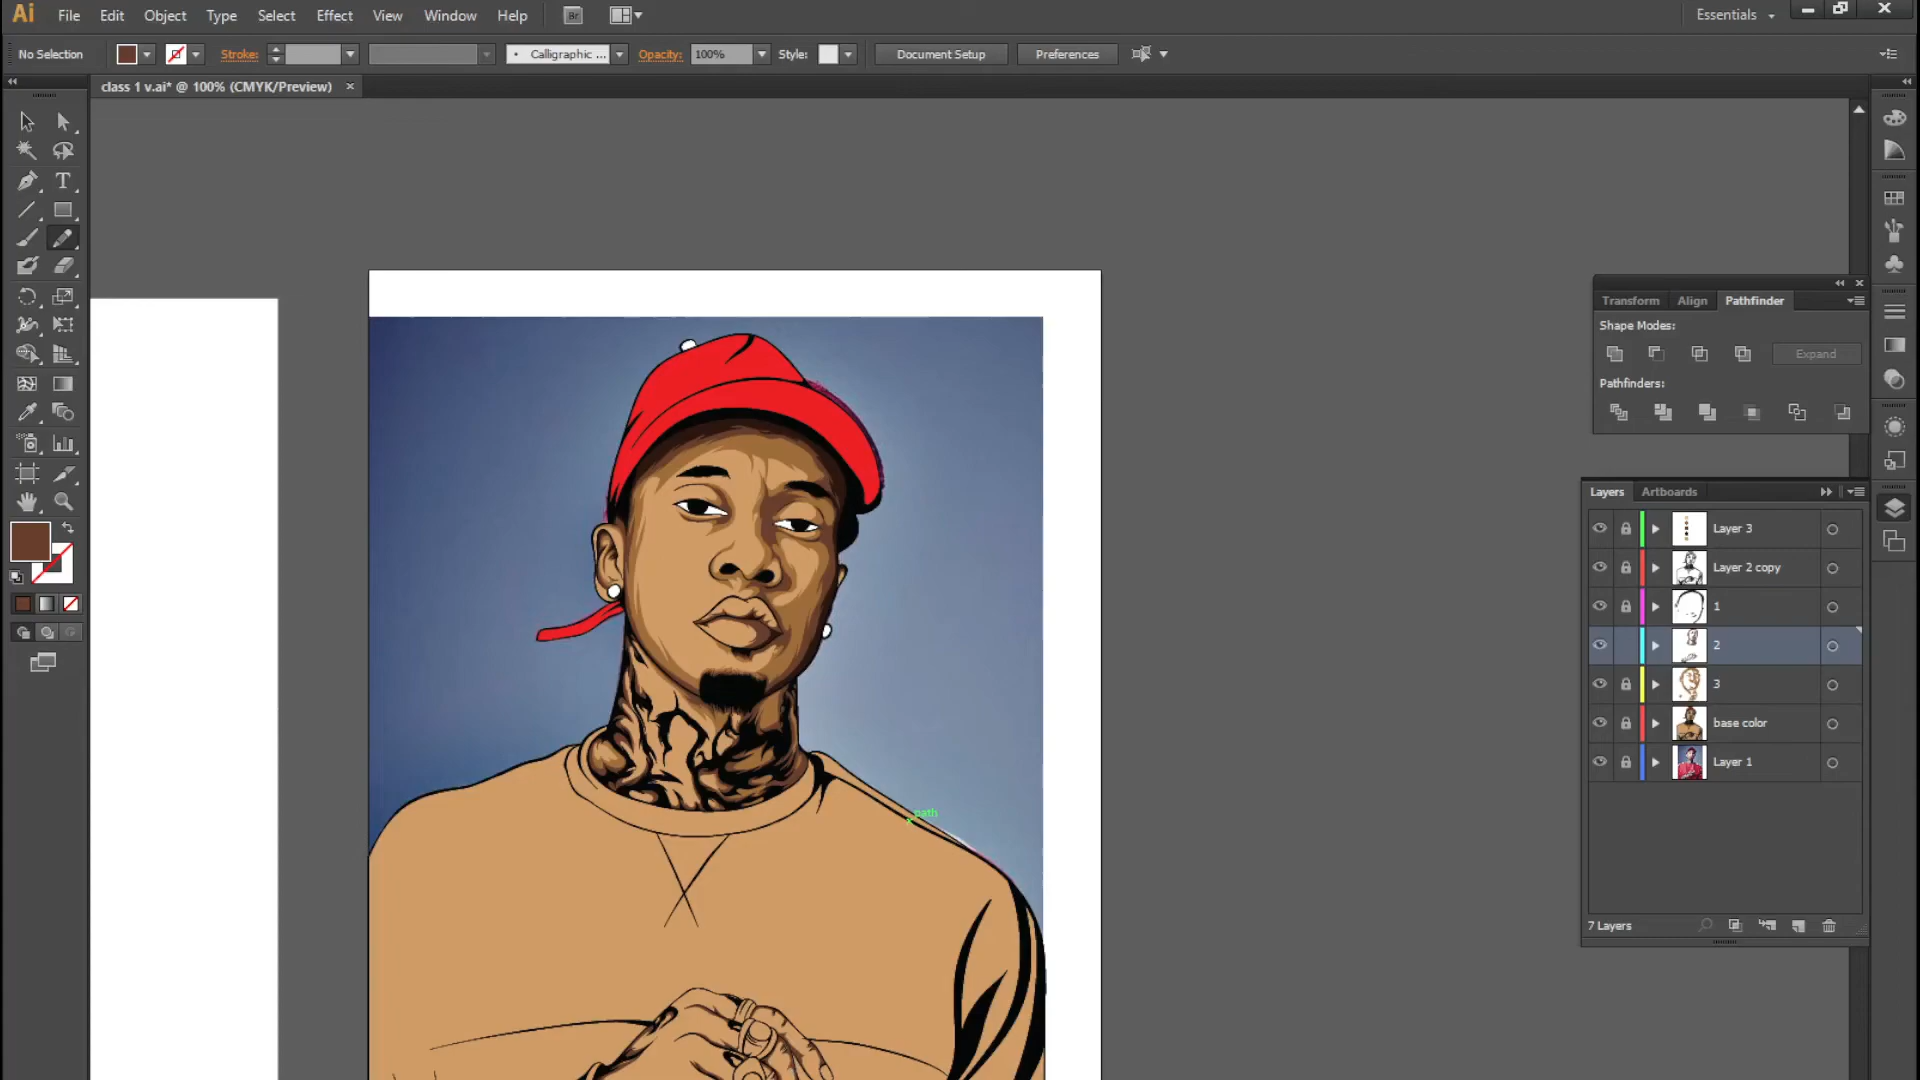 Ai File Edit Object Type Select Effect View Window Help Br Essentials
No Selection Stroke: Calligraphic ... Opacity: 100% Style: Document Setup Preferences
class 1 v.ai* @ 100% (CMYK/Preview)
T
Transform Align Pathfinder
Shape Modes:
Expand
Pathfinders:
Layers Artboards
Layer 3
Layer 2 copy
1
2
3
base color
Layer 1
path
7 Layers